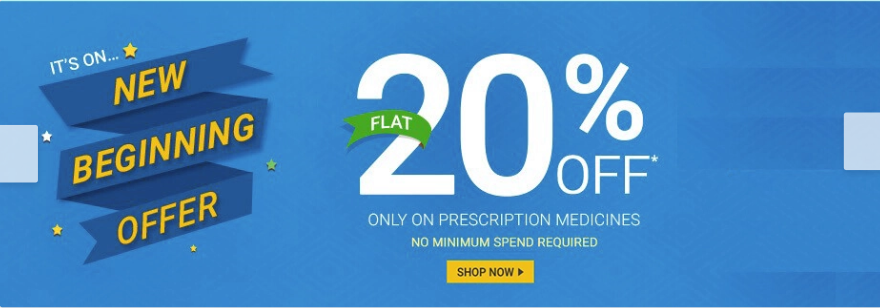 IT'S ON...
NEW
BEGINNING
OFFER
FLAT
20%
OFF*
ONLY ON PRESCRIPTION MEDICINES
NO MINIMUM SPEND REQUIRED
SHOP NOW